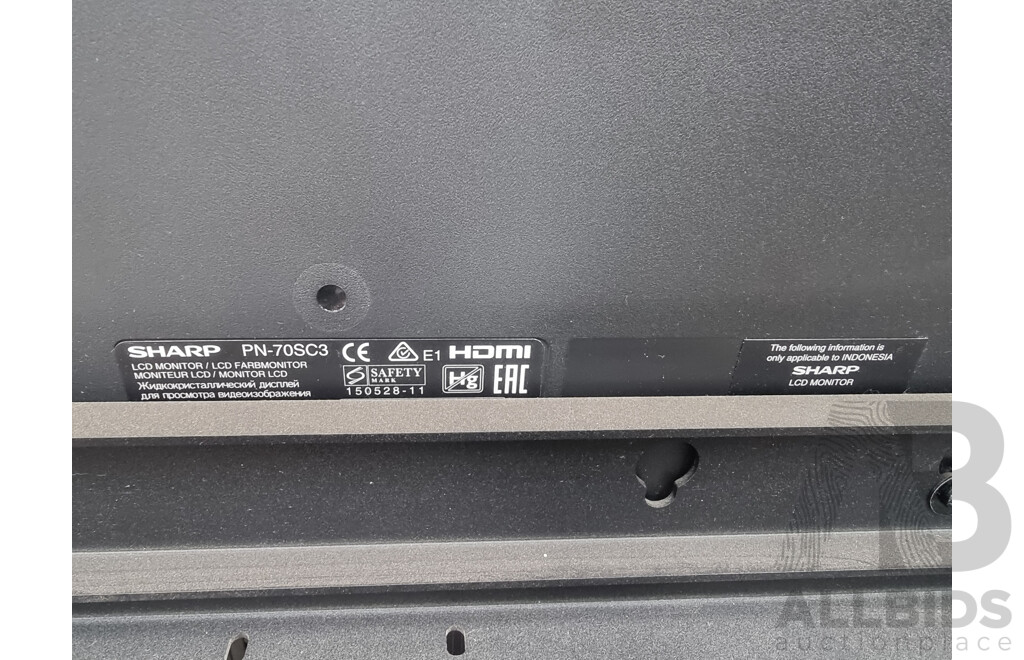 SHARP PN-70SC3 CE E1 HDMI
LCD MONITOR / LCD FARBMONITOR
MONITEUR LCD / MONITOR LCD
Жидкокристаллический дисплей
для просмотра видеоизображения
S SAFETY
MARK
150528-11
Hg
EAC
The following information is
only applicable to INDONESIA
SHARP
LCD MONITOR
B
ALLBIDS
auctionplace